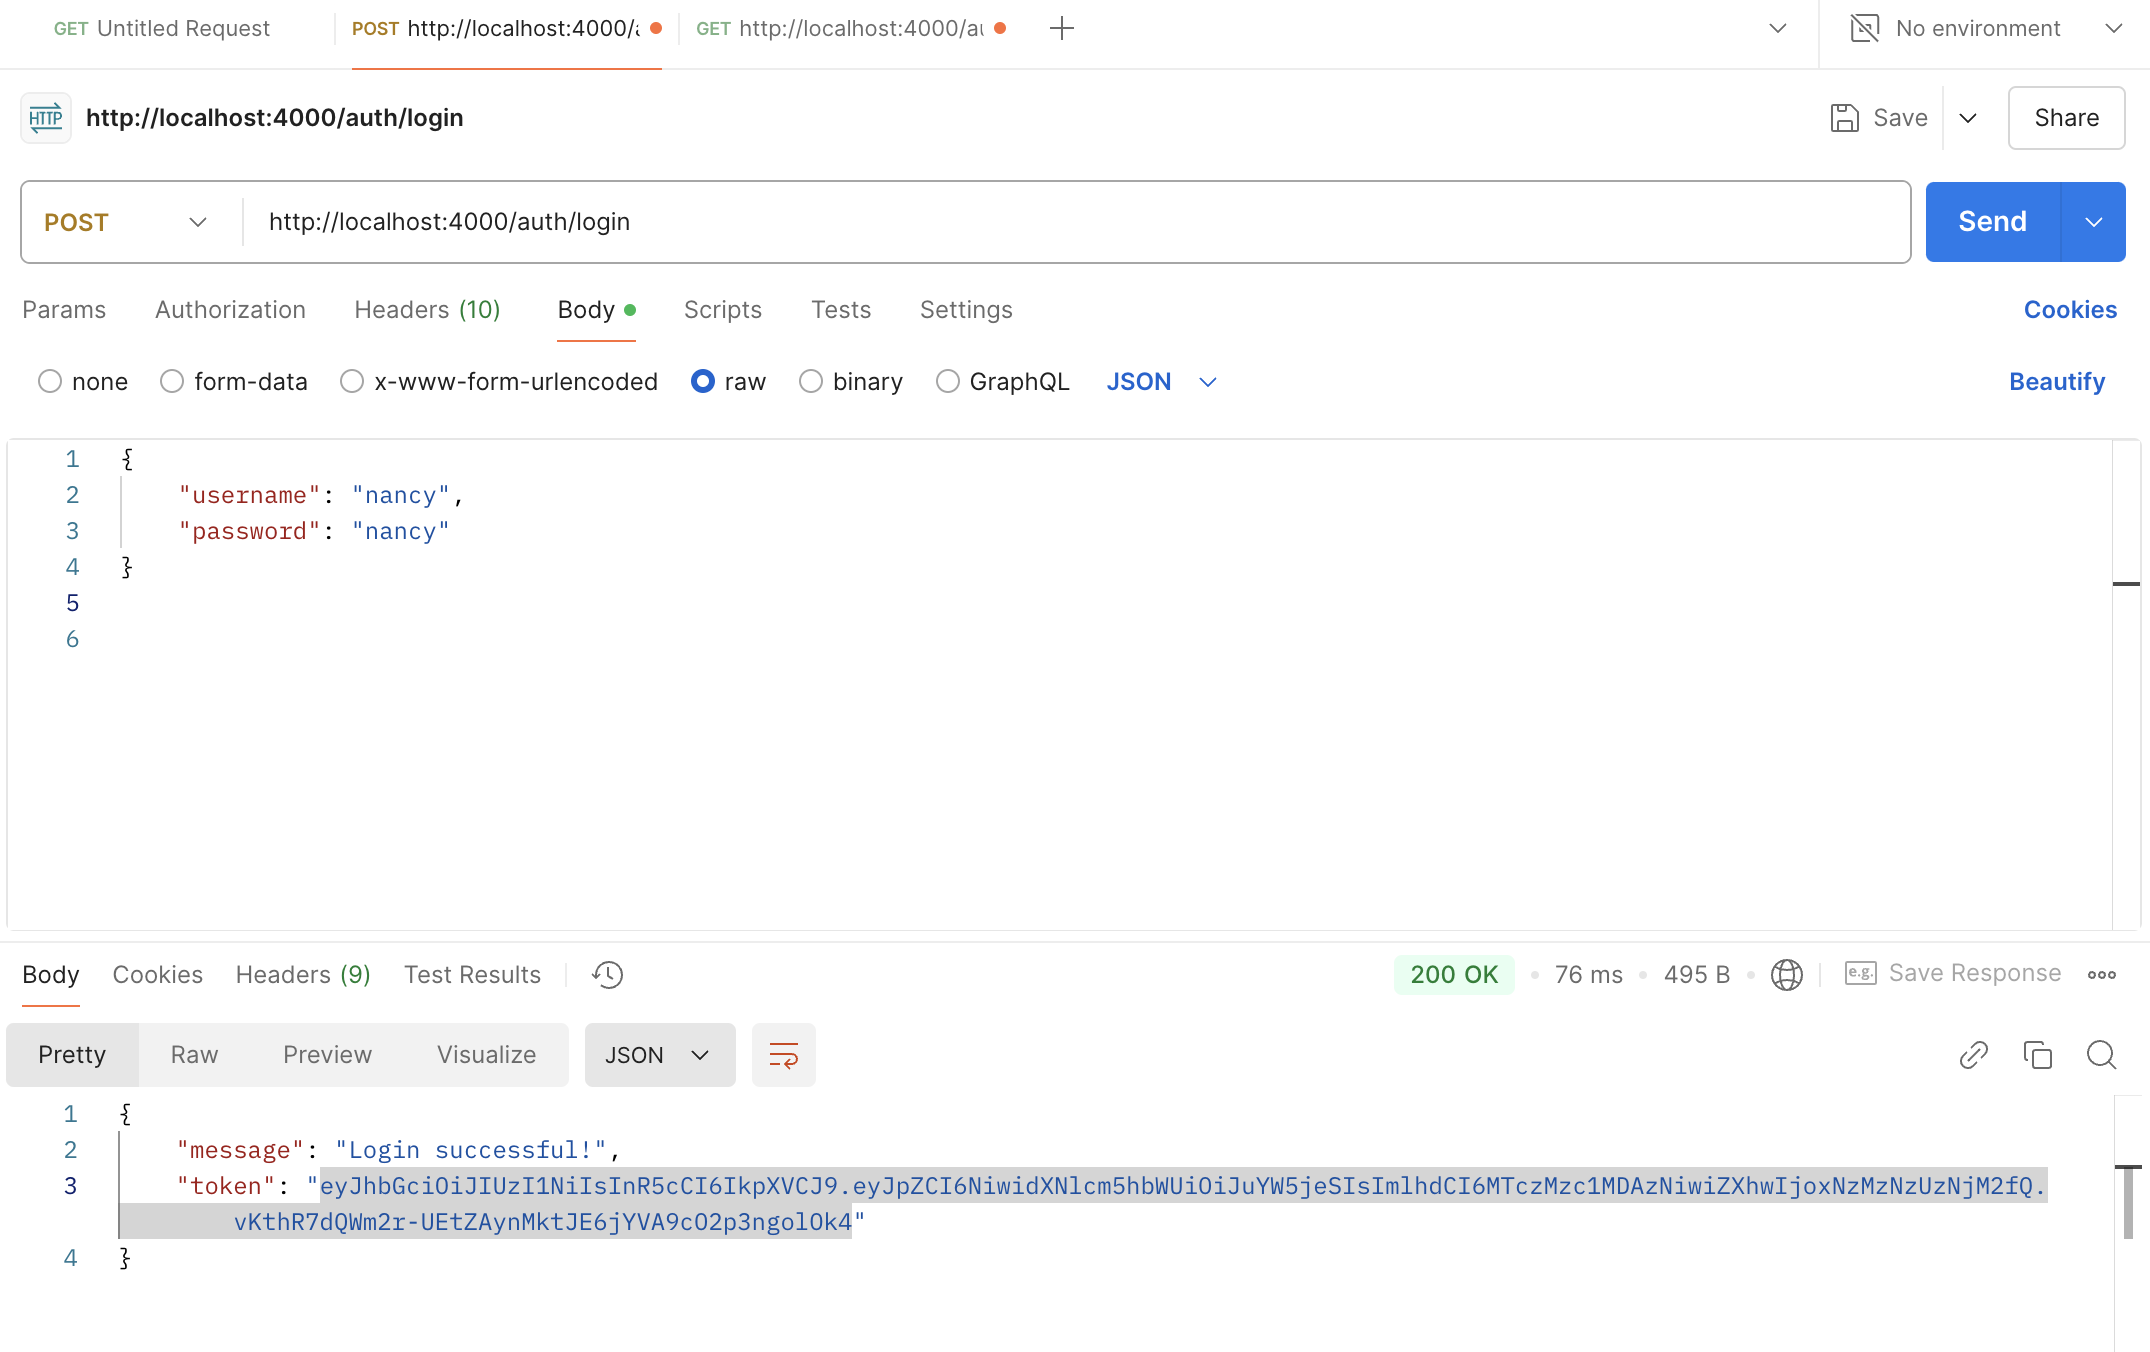 GET Untitled Request POST http://localhost:4000/a GET http://localhost:4000/au No environment
HTTP http://localhost:4000/auth/login Save Share
POST http://localhost:4000/auth/login Send
Params Authorization Headers (10) Body Scripts Tests Settings Cookies
none form-data x-www-form-urlencoded raw binary GraphQL JSON Beautify
1 {
2 "username": "nancy",
3 "password": "nancy"
4 }
5
6
Body Cookies Headers (9) Test Results 200 OK 76 ms 495 B e.g. Save Response
Pretty Raw Preview Visualize JSON
1 {
2 "message": "Login successful!",
3 "token": "eyJhbGciOiJIUzI1NiIsInR5cCI6IkpXVCJ9.eyJpZCI6NiwidXNlcm5hbWUiOiJuYW5jeSIsImlhdCI6MTczMzc1MDAzNiwiZXhwIjoxNzMzNzUzNjM2fQ.
vKthR7dQWm2r-UEtZAynMktJE6jYVA9cO2p3ngolOk4"
4 }